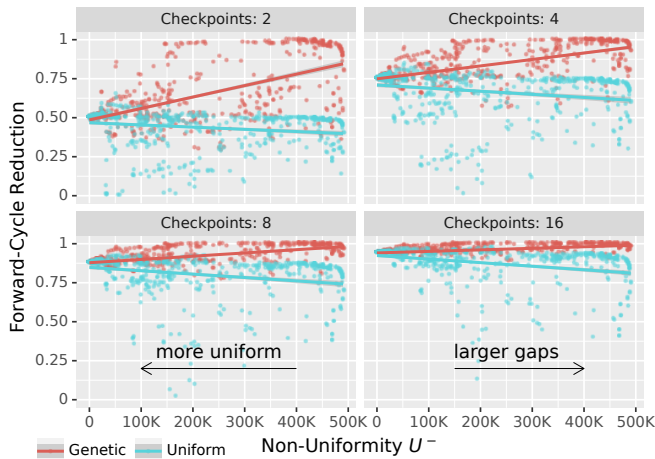 Checkpoints: 2
Checkpoints: 4
1
0.75
0.50
0.25
0
Checkpoints: 8
Checkpoints: 16
1
0.75
0.50
0.25
0
more uniform
larger gaps
0 100K 200K 300K 400K 500K
0 100K 200K 300K 400K 500K
Forward-Cycle Reduction
Non-Uniformity U⁻
Genetic
Uniform